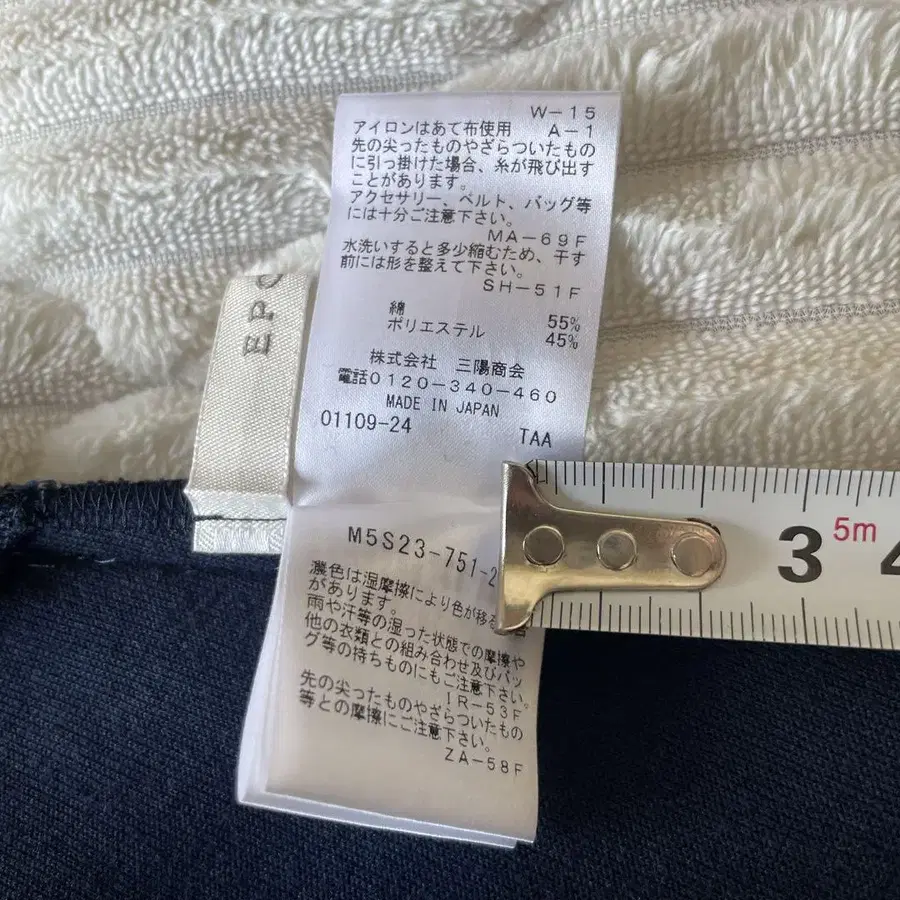 W-15
アイロンはあて布使用 A-1
先の尖ったものやざらついたもの
に引っ掛けた場合、糸が飛び出す
ことがあります。
アクセサリー、ベルト、バッグ等
には十分ご注意下さい。
MA-69F
水洗いすると多少縮むため、干す
前には形を整えて下さい。
SH-51F
綿 55%
ポリエステル 45%
株式会社 三陽商会
電話0120-340-460
MADE IN JAPAN
01109-24 TAA
EPO
M5S23-751-2
濃色は湿摩擦により色が移る
があります。
雨や汗等の湿った状態での摩擦や
他の衣類との組み合わせ及びバッ
グ等の持ちものにもご注意下さい。
IR-53F
先の尖ったものやざらついたもの
等との摩擦にご注意下さい。
ZA-58F
3 5m 4